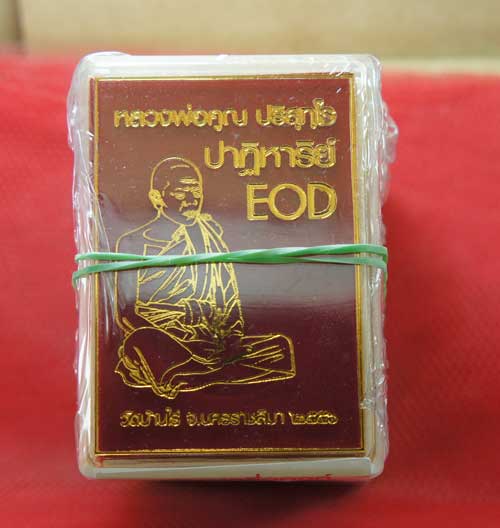 หลวงพ่อคูณ ปริสุทฺโธ
ปาฏิหาริย์
EOD
วัดบ้านไร่ จ.นครราชสีมา ๒๕๕๖